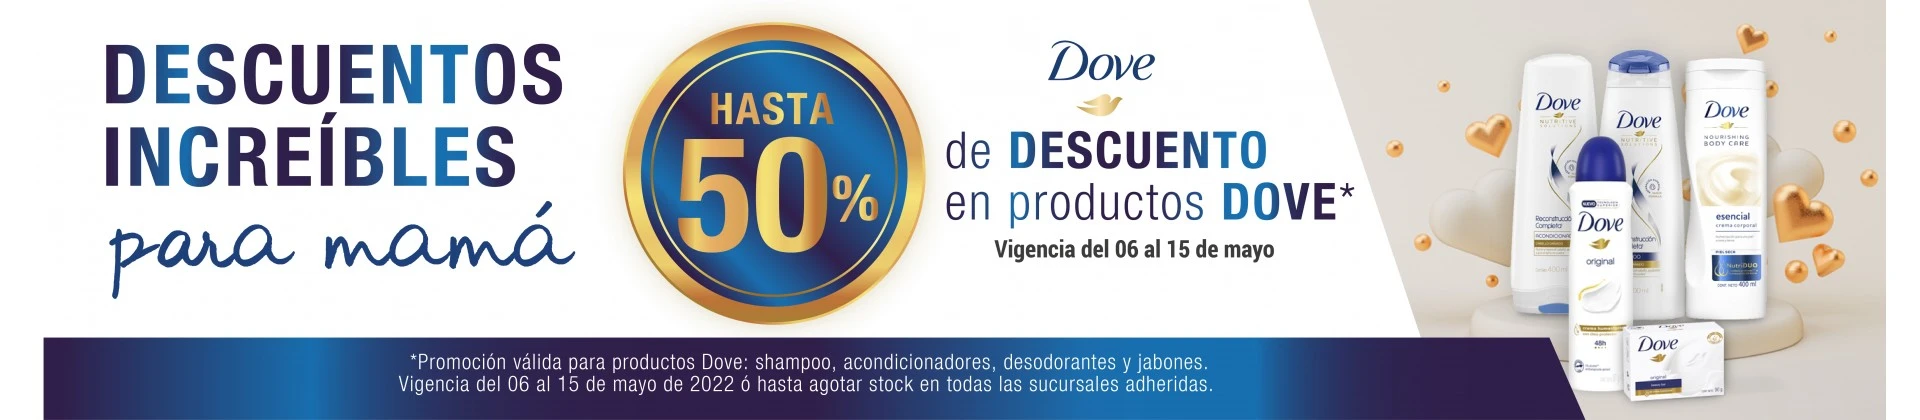 DESCUENTOS
INCREÍBLES
para mamá
HASTA
50%
Dove
de DESCUENTO
en productos DOVE*
Vigencia del 06 al 15 de mayo
*Promoción válida para productos Dove: shampoo, acondicionadores, desodorantes y jabones.
Vigencia del 06 al 15 de mayo de 2022 ó hasta agotar stock en todas las sucursales adheridas.
Dove
NUTRITIVE
SOLUTIONS
Reconstrucción
Completa
Dove
NUTRITIVE
SOLUTIONS
Dove
NOURISHING
BODY CARE
esencial
crema corporal
NutriDUO
400 ml
Dove
original
48h
Dove
original